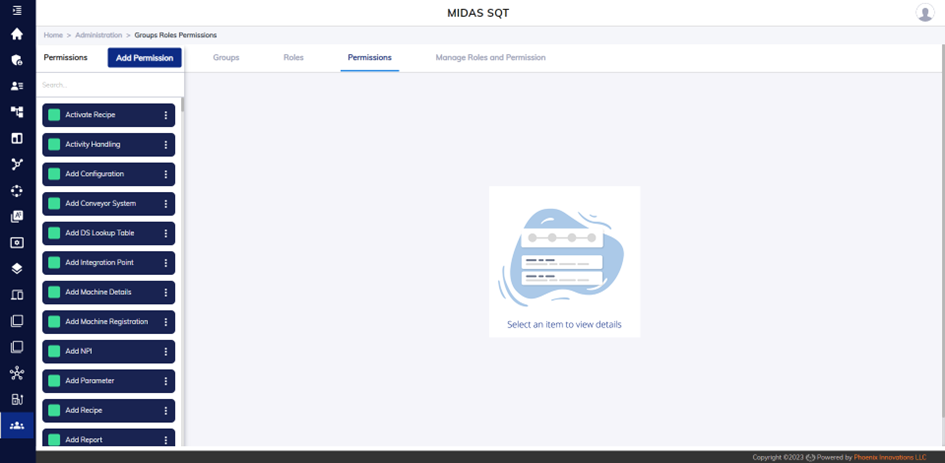 MIDAS SQT
Home > Administration > Groups Roles Permissions
Permissions Add Permission Groups Roles Permissions Manage Roles and Permission
Search...
Activate Recipe
Activity Handling
Add Configuration
Add Conveyor System
Add DS Lookup Table
Add Integration Point
Add Machine Details
Add Machine Registration
Add NPI
Add Parameter
Add Recipe
Add Report
Select an item to view details
Copyright ©2023 Powered by Phoenix Innovations LLC